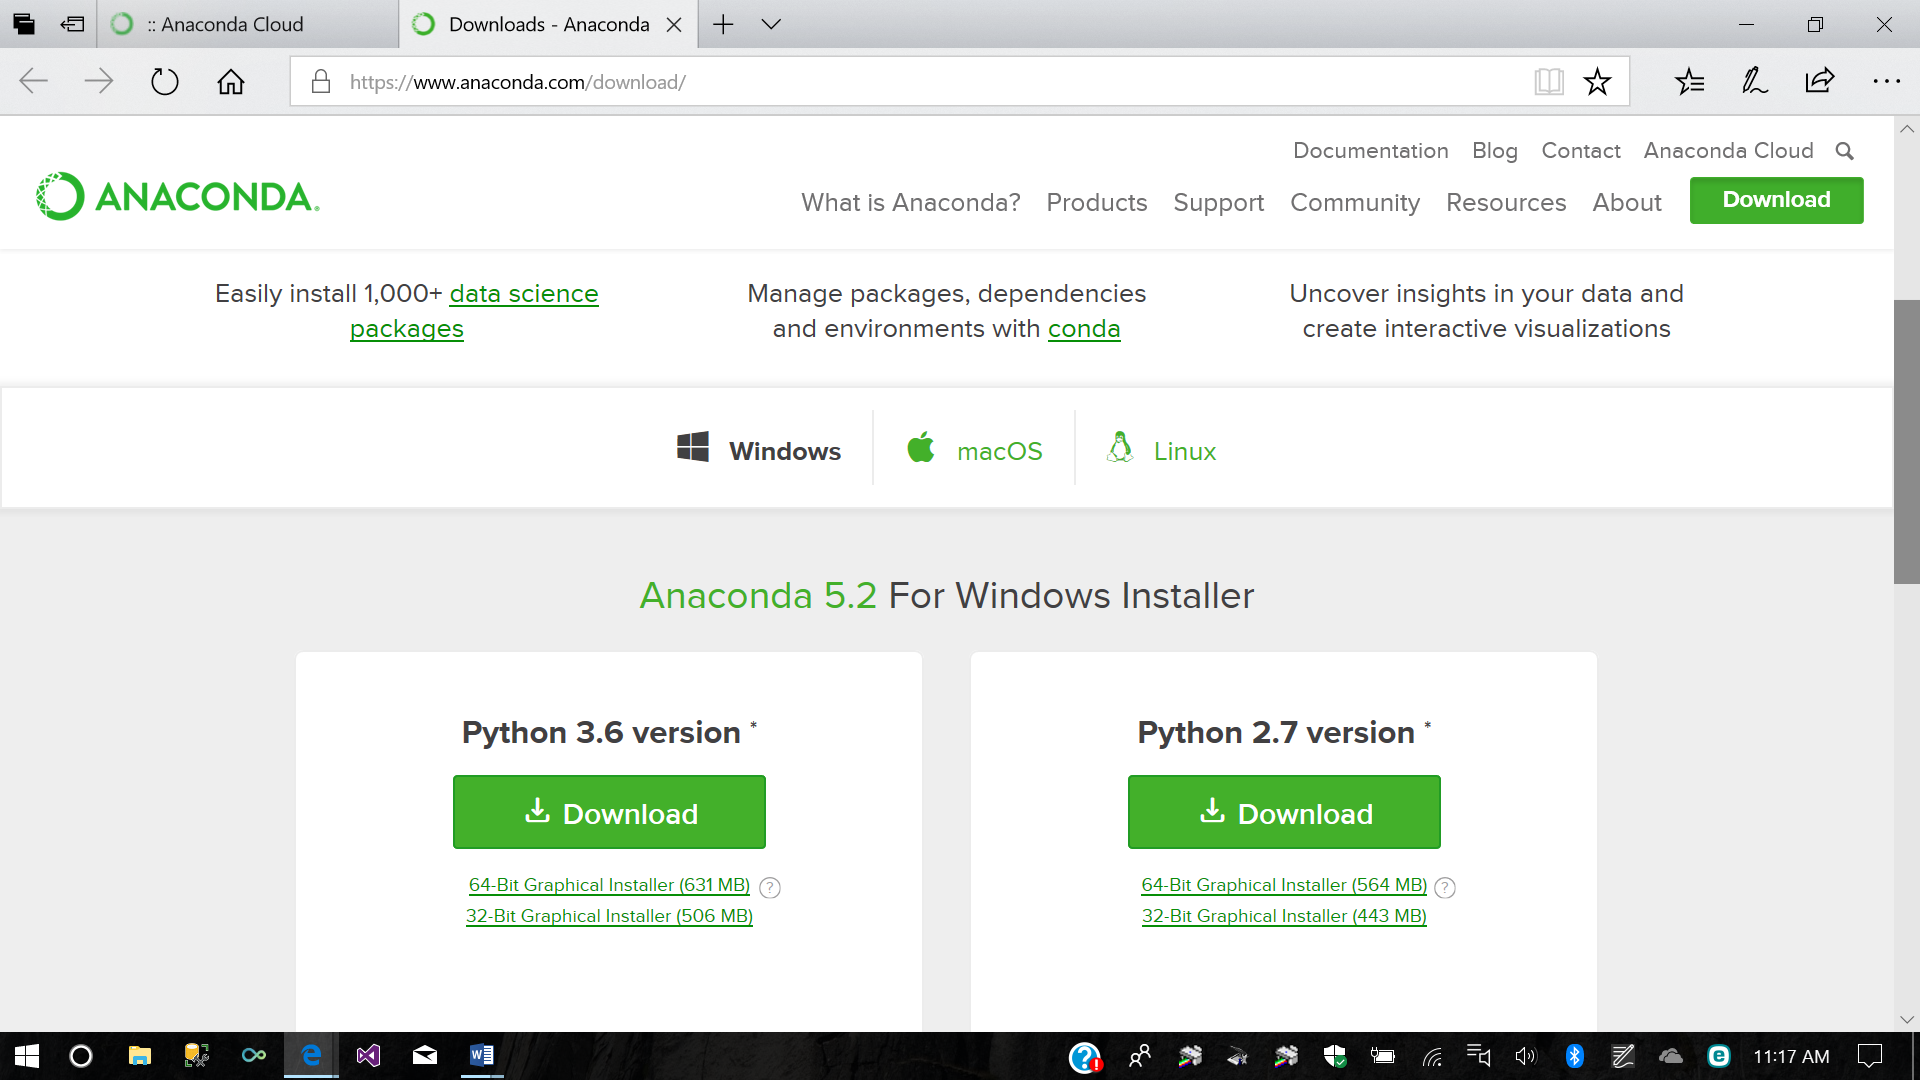 :: Anaconda Cloud
Downloads - Anaconda
https://www.anaconda.com/download/
Documentation Blog Contact Anaconda Cloud
ANACONDA.
What is Anaconda? Products Support Community Resources About Download
Easily install 1,000+ data science
packages
Manage packages, dependencies
and environments with conda
Uncover insights in your data and
create interactive visualizations
Windows
macOS
Linux
Anaconda 5.2 For Windows Installer
Python 3.6 version *
Download
64-Bit Graphical Installer (631 MB) ?
32-Bit Graphical Installer (506 MB)
Python 2.7 version *
Download
64-Bit Graphical Installer (564 MB) ?
32-Bit Graphical Installer (443 MB)
11:17 AM